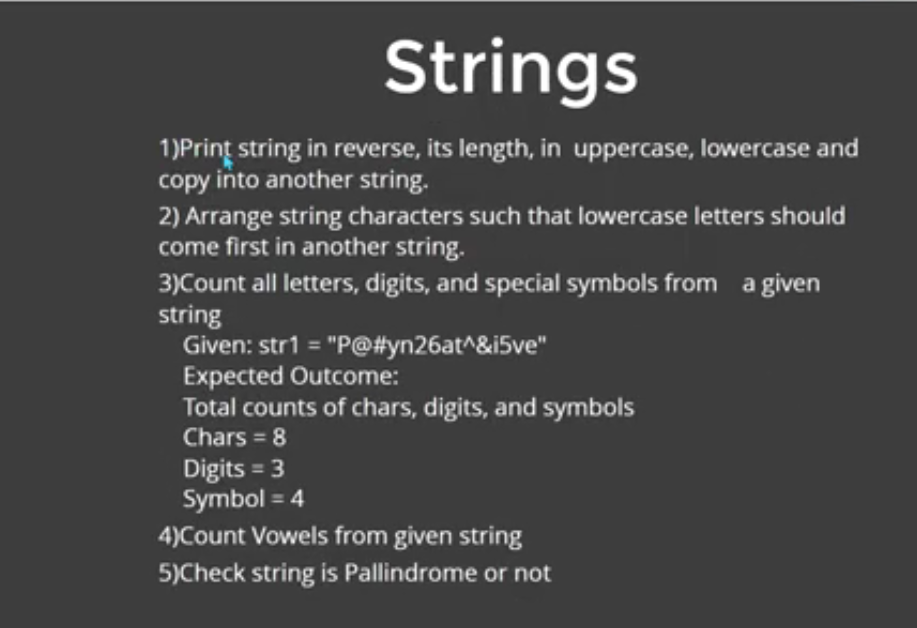 Strings
1)Print string in reverse, its length, in uppercase, lowercase and
copy into another string.
2) Arrange string characters such that lowercase letters should
come first in another string.
3)Count all letters, digits, and special symbols from a given
string
Given: str1 = "P@#yn26at^&i5ve"
Expected Outcome:
Total counts of chars, digits, and symbols
Chars = 8
Digits = 3
Symbol = 4
4)Count Vowels from given string
5)Check string is Pallindrome or not